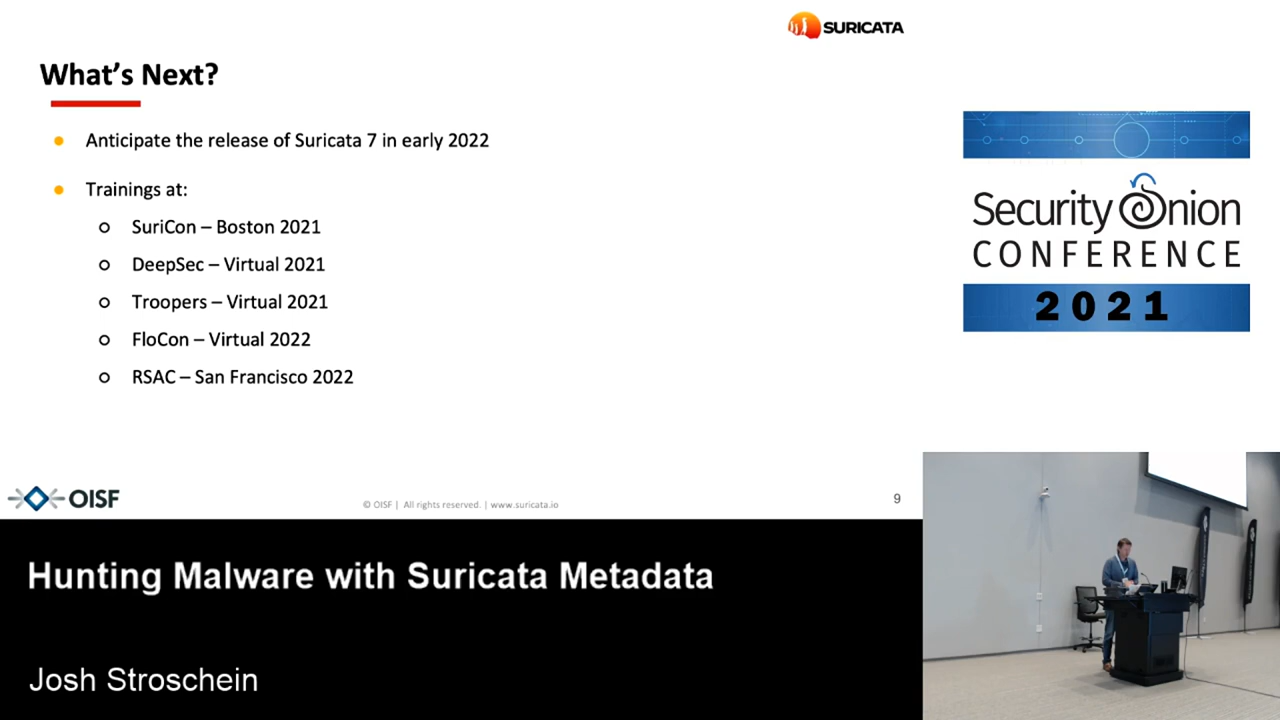 SURICATA
What's Next?
Anticipate the release of Suricata 7 in early 2022
Trainings at:
SuriCon – Boston 2021
DeepSec – Virtual 2021
Troopers – Virtual 2021
FloCon – Virtual 2022
RSAC – San Francisco 2022
OISF
© OISF | All rights reserved. | www.suricata.io
9
Security Onion
CONFERENCE
2021
Hunting Malware with Suricata Metadata
Josh Stroschein